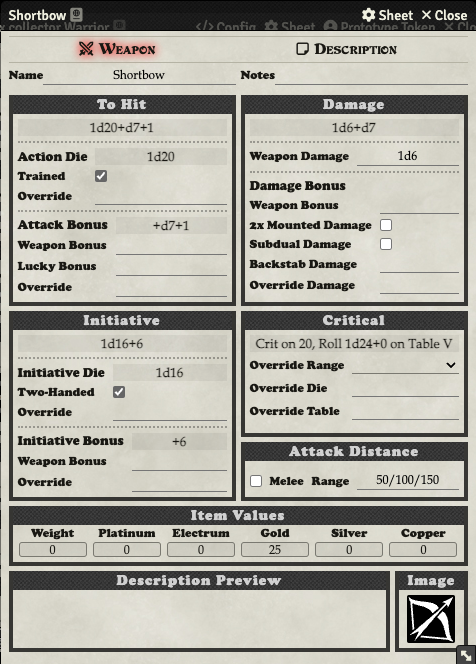 Shortbow Sheet Close
x collector Warrior Config Sheet Prototype Token Clo
Weapon Description
Name Shortbow Notes
To Hit
1d20+d7+1
Action Die 1d20
Trained
Override
Attack Bonus +d7+1
Weapon Bonus
Lucky Bonus
Override
Damage
1d6+d7
Weapon Damage 1d6
Damage Bonus
Weapon Bonus
2x Mounted Damage
Subdual Damage
Backstab Damage
Override Damage
Initiative
1d16+6
Initiative Die 1d16
Two-Handed
Override
Initiative Bonus +6
Weapon Bonus
Override
Critical
Crit on 20, Roll 1d24+0 on Table V
Override Range
Override Die
Override Table
Attack Distance
Melee Range 50/100/150
Item Values
Weight Platinum Electrum Gold Silver Copper
0 0 0 25 0 0
Description Preview
Image